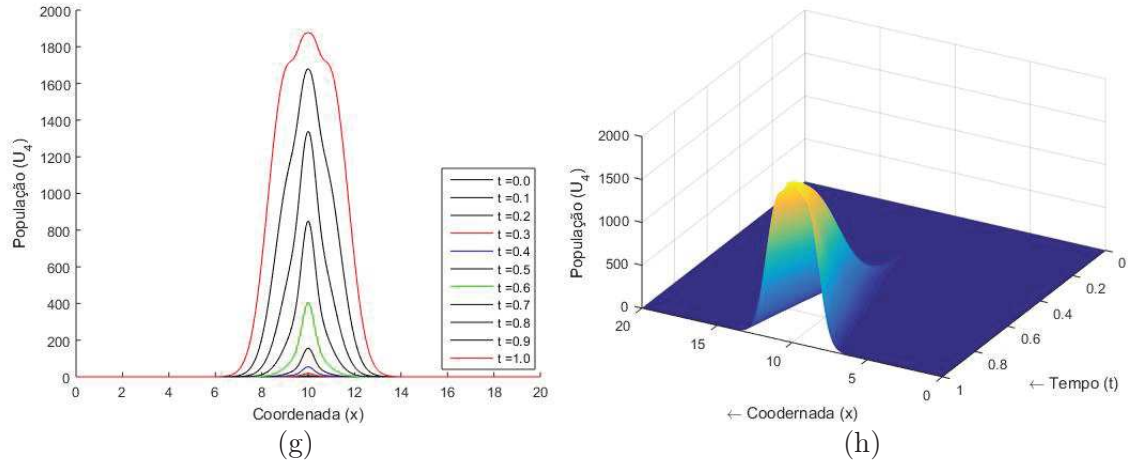 2000
1800
1600
1400
1200
1000
800
600
400
200
0
População (U4)
0 2 4 6 8 10 12 14 16 18 20
Coordenada (x)
t =0.0
t =0.1
t =0.2
t =0.3
t =0.4
t =0.5
t =0.6
t =0.7
t =0.8
t =0.9
t =1.0
(g)
2000
1500
1000
500
0
População (U4)
20
15
10
5
0
← Coodernada (x)
0
0.2
0.4
0.6
0.8
1
← Tempo (t)
(h)